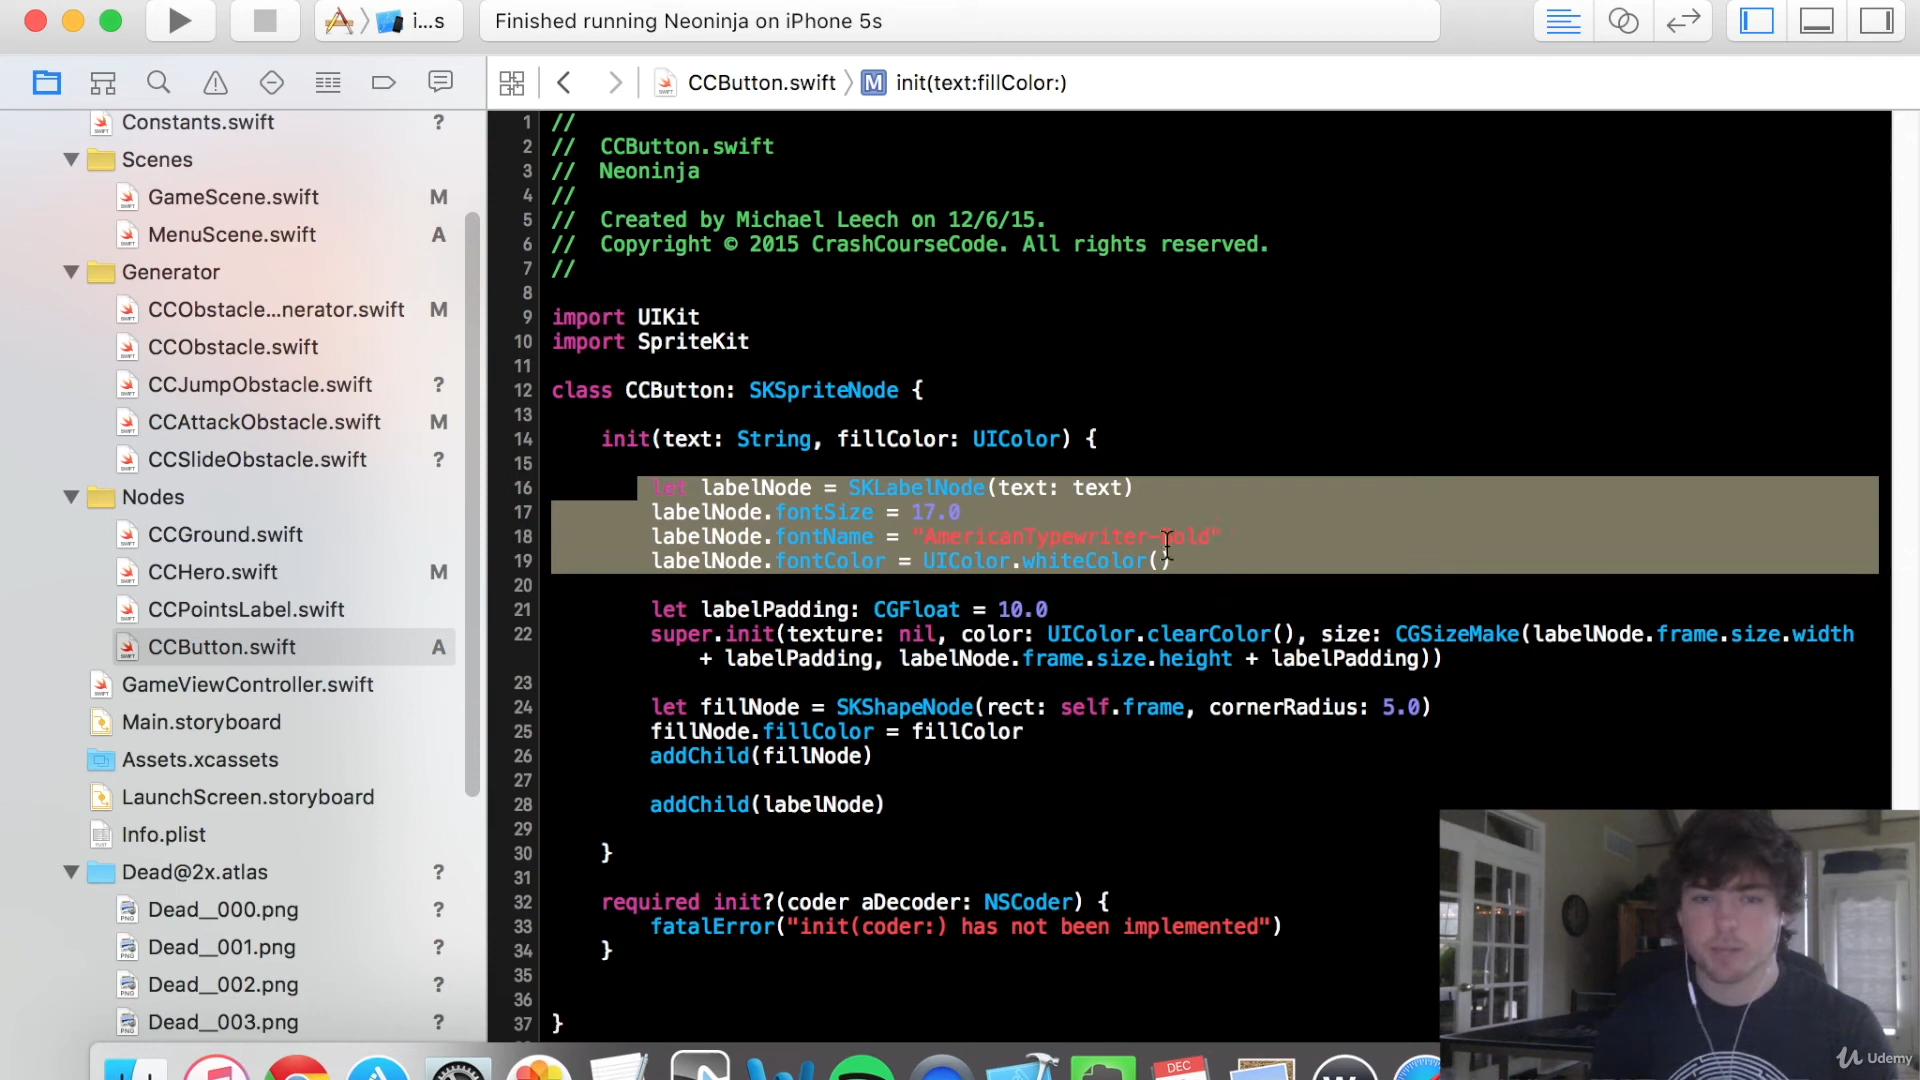 i...s
Finished running Neoninja on iPhone 5s
CCButton.swift
M
init(text:fillColor:)
Constants.swift ?
Scenes
GameScene.swift M
MenuScene.swift A
Generator
CCObstacle...nerator.swift M
CCObstacle.swift
CCJumpObstacle.swift ?
CCAttackObstacle.swift M
CCSlideObstacle.swift ?
Nodes
CCGround.swift
CCHero.swift M
CCPointsLabel.swift
CCButton.swift A
GameViewController.swift
Main.storyboard
Assets.xcassets
LaunchScreen.storyboard
Info.plist
Dead@2x.atlas ?
Dead__000.png ?
Dead__001.png ?
Dead__002.png ?
Dead__003.png ?
1 //
2 // CCButton.swift
3 // Neoninja
4 //
5 // Created by Michael Leech on 12/6/15.
6 // Copyright © 2015 CrashCourseCode. All rights reserved.
7 //
8
9 import UIKit
10 import SpriteKit
11
12 class CCButton: SKSpriteNode {
13
14 init(text: String, fillColor: UIColor) {
15
16 let labelNode = SKLabelNode(text: text)
17 labelNode.fontSize = 17.0
18 labelNode.fontName = "AmericanTypewriter-Bold"
19 labelNode.fontColor = UIColor.whiteColor()
20
21 let labelPadding: CGFloat = 10.0
22 super.init(texture: nil, color: UIColor.clearColor(), size: CGSizeMake(labelNode.frame.size.width
+ labelPadding, labelNode.frame.size.height + labelPadding))
23
24 let fillNode = SKShapeNode(rect: self.frame, cornerRadius: 5.0)
25 fillNode.fillColor = fillColor
26 addChild(fillNode)
27
28 addChild(labelNode)
29
30 }
31
32 required init?(coder aDecoder: NSCoder) {
33 fatalError("init(coder:) has not been implemented")
34 }
35
36
37 }
DEC
Udemy